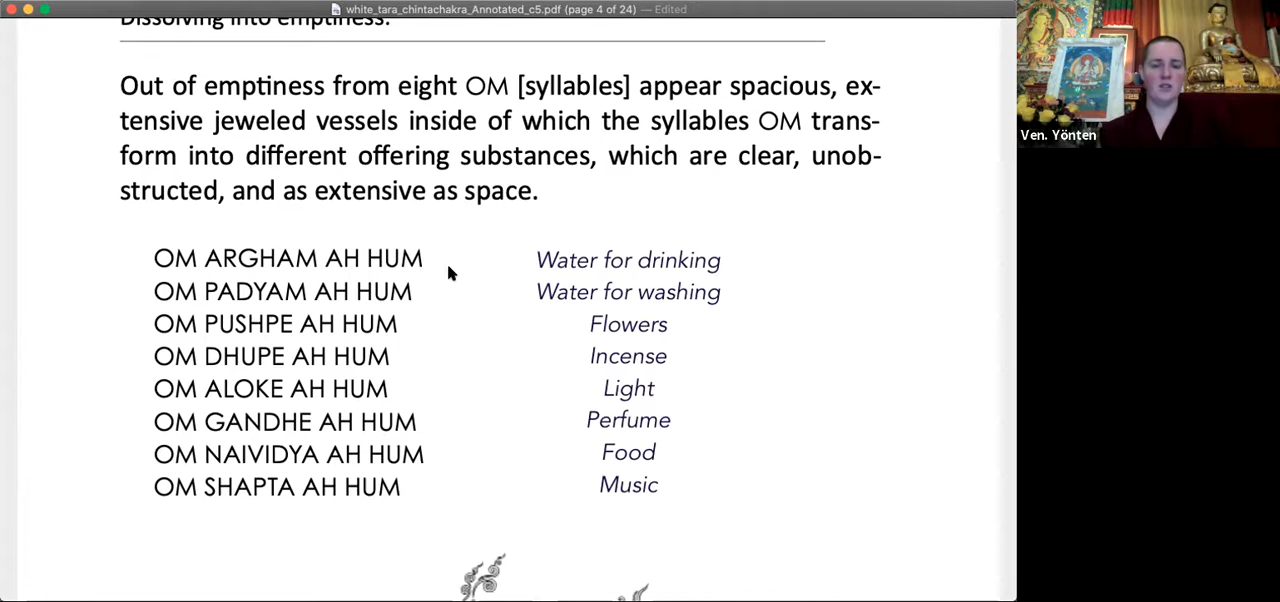 white_tara_chintachakra_Annotated_c5.pdf (page 4 of 24) — Edited
Dissolving into emptiness:
Out of emptiness from eight OM [syllables] appear spacious, ex-
tensive jeweled vessels inside of which the syllables OM trans-
form into different offering substances, which are clear, unob-
structed, and as extensive as space.
OM ARGHAM AH HUM Water for drinking
OM PADYAM AH HUM Water for washing
OM PUSHPE AH HUM Flowers
OM DHUPE AH HUM Incense
OM ALOKE AH HUM Light
OM GANDHE AH HUM Perfume
OM NAIVIDYA AH HUM Food
OM SHAPTA AH HUM Music
Ven. Yönten